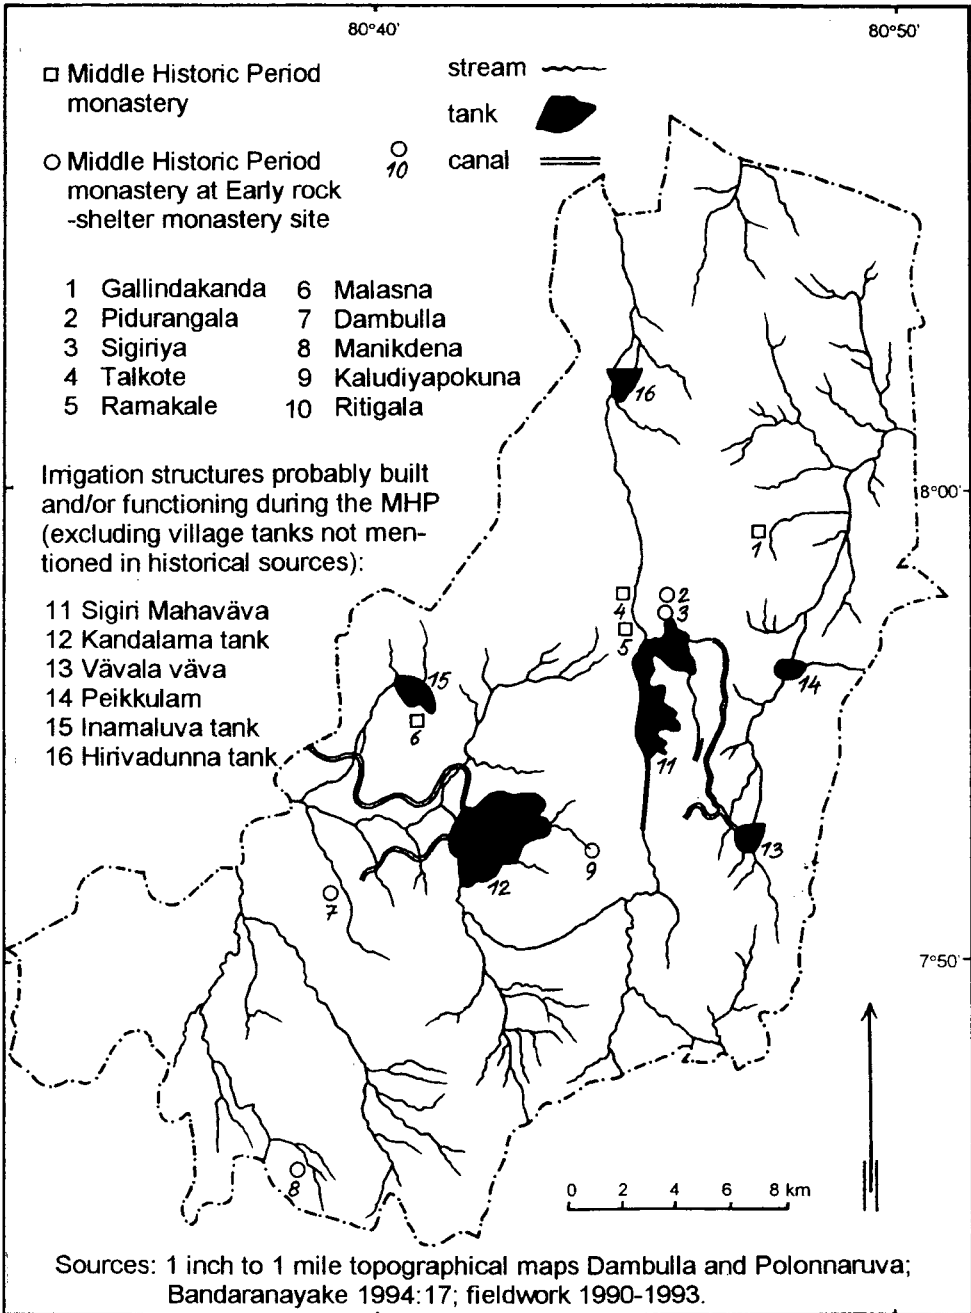 80°40'
80°50'
Middle Historic Period
monastery
stream
tank
canal
10
Middle Historic Period
monastery at Early rock
-shelter monastery site
1 Gallindakanda
2 Pidurangala
3 Sigiriya
4 Talkote
5 Ramakale
6 Malasna
7 Dambulla
8 Manikdena
9 Kaludiyapokuna
10 Ritigala
Irrigation structures probably built
and/or functioning during the MHP
(excluding village tanks not men-
tioned in historical sources):
11 Sigiri Mahaväva
12 Kandalama tank
13 Vävala väva
14 Peikkulam
15 Inamaluva tank
16 Hirivadunna tank
16
8°00'
1
2
4
3
5
14
15
6
11
13
12
9
7
7°50'
8
0 2 4 6 8 km
Sources: 1 inch to 1 mile topographical maps Dambulla and Polonnaruva;
Bandaranayake 1994:17; fieldwork 1990-1993.